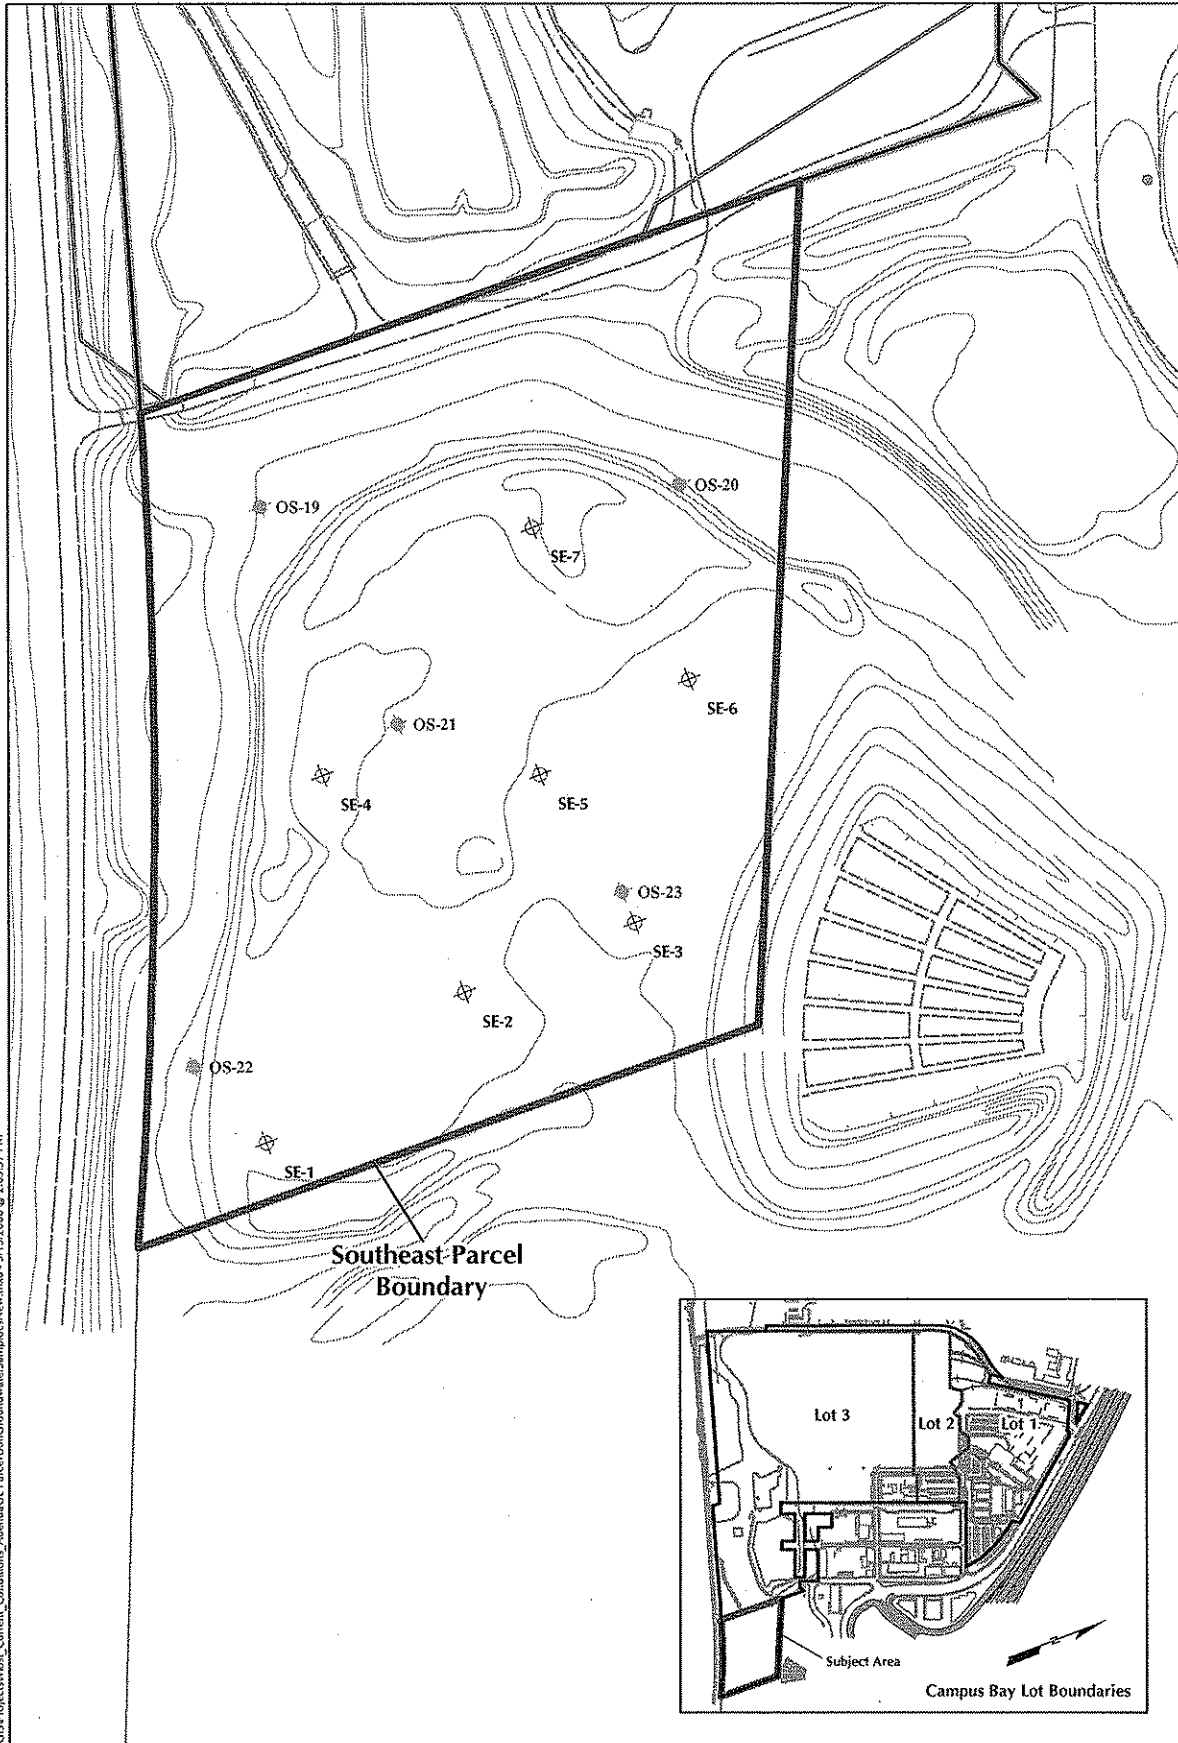 OS-20
OS-19
SE-7
SE-6
OS-21
SE-4
SE-5
OS-23
SE-3
SE-2
OS-22
SE-1
Southeast Parcel
Boundary
Lot 3
Lot 2
Lot 1
Subject Area
Campus Bay Lot Boundaries